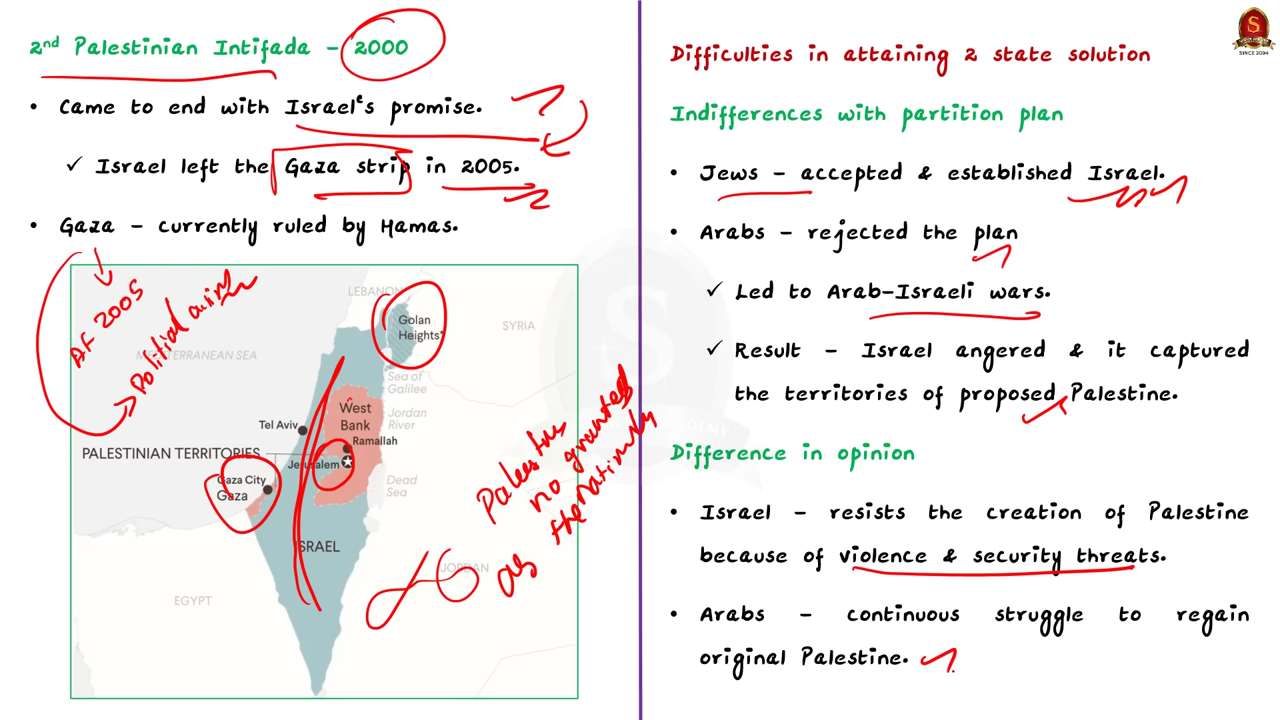 2nd Palestinian Intifada - 2000
• Came to end with Israel's promise.
✓ Israel left the Gaza strip in 2005.
• Gaza - currently ruled by Hamas.
LEBANON
Golan
Heights*
SYRIA
MEDITERRANEAN SEA
Sea of
Galilee
West
Bank
Jordan
River
Tel Aviv
Ramallah
PALESTINIAN TERRITORIES
Jerusalem
Gaza City
Gaza
Dead
Sea
ISRAEL
JORDAN
EGYPT
AF 2005
Political
no granted
as
S
SINCE 2004
Difficulties in attaining 2 state solution
Indifferences with partition plan
• Jews - accepted & established Israel.
• Arabs - rejected the plan
✓ Led to Arab-Israeli wars.
✓ Result - Israel angered & it captured
the territories of proposed Palestine.
Difference in opinion
• Israel - resists the creation of Palestine
because of violence & security threats.
• Arabs - continuous struggle to regain
original Palestine.